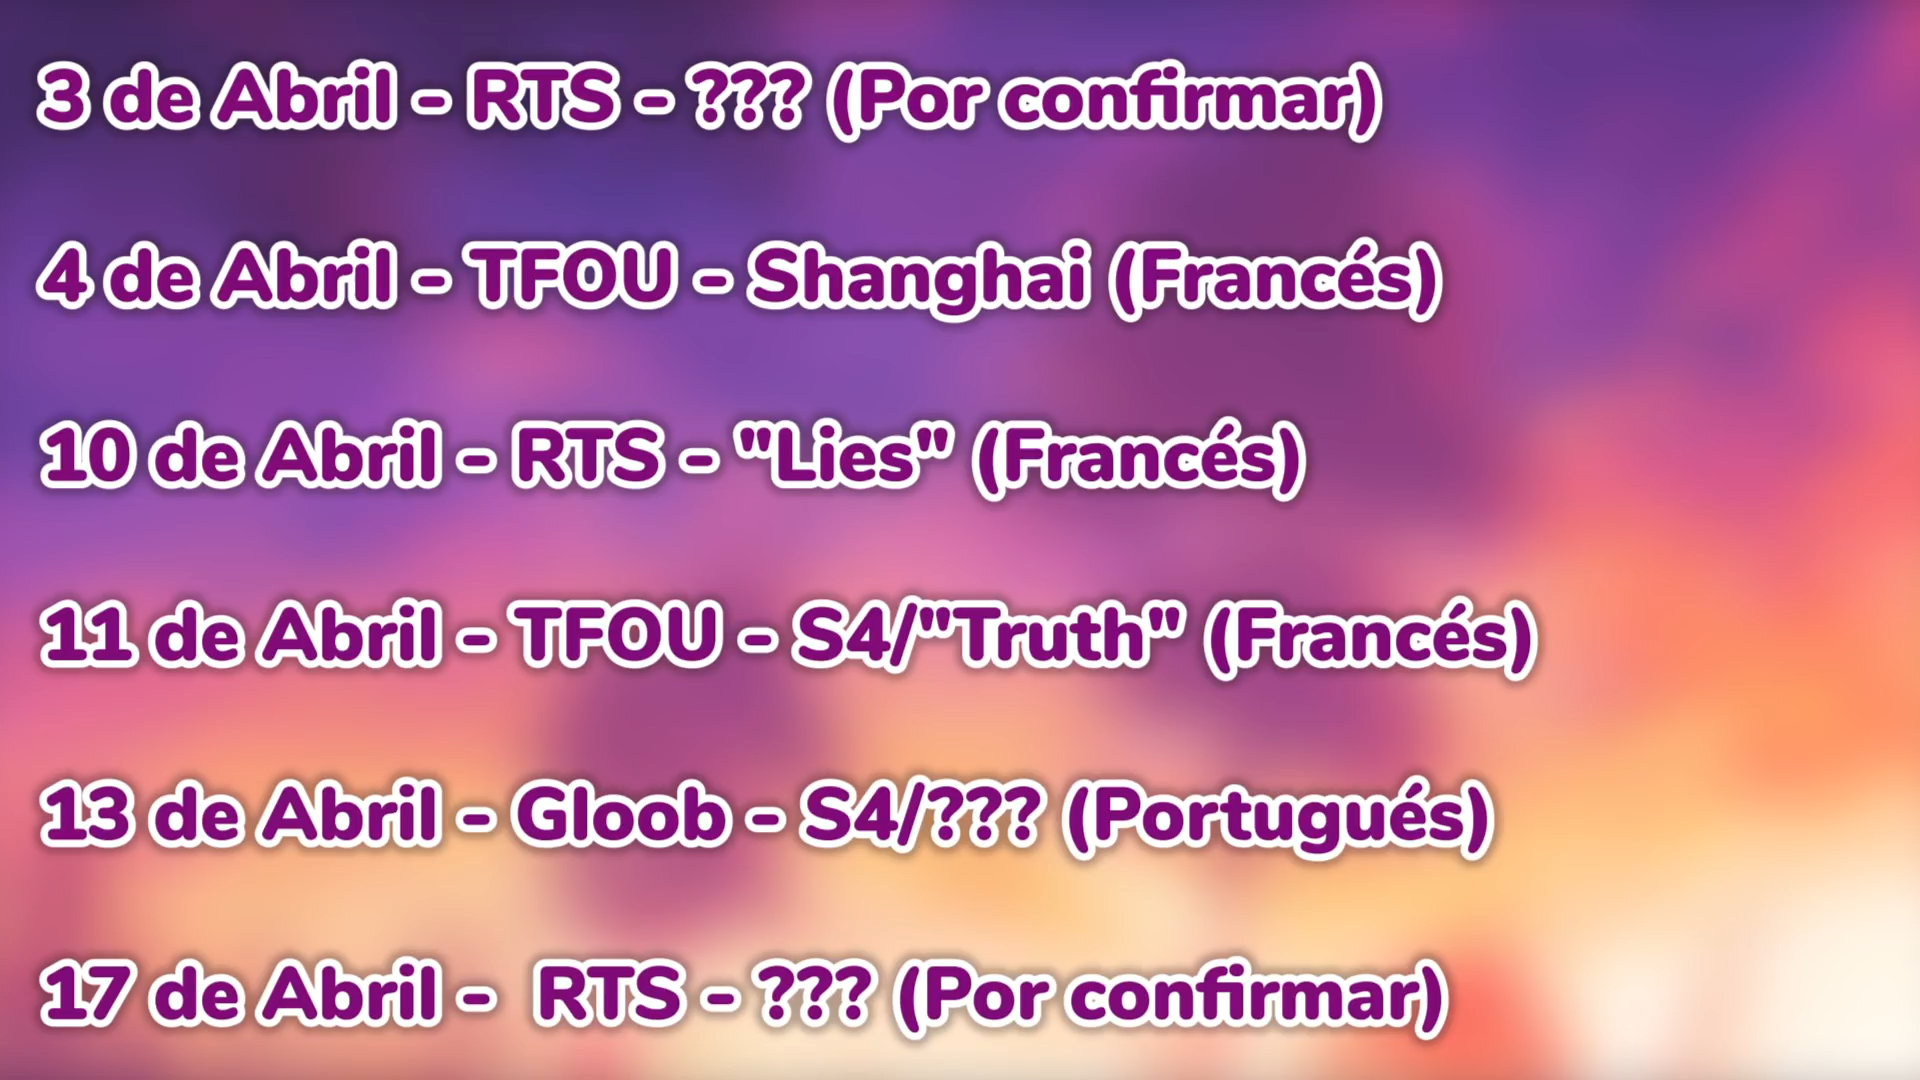 3 de Abril - RTS - ??? (Por confirmar)
4 de Abril - TFOU - Shanghai (Francés)
10 de Abril - RTS - "Lies" (Francés)
11 de Abril - TFOU - S4/"Truth" (Francés)
13 de Abril - Gloob - S4/??? (Portugués)
17 de Abril - RTS - ??? (Por confirmar)